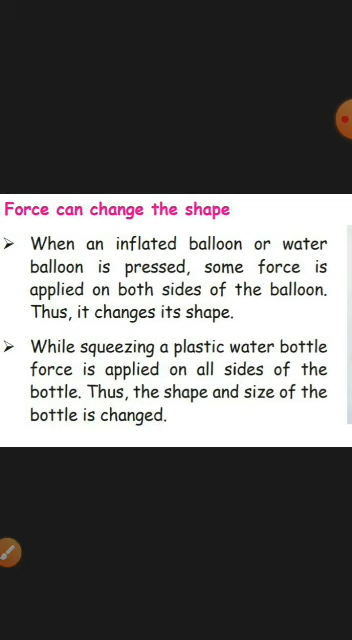 Force can change the shape
➢ When an inflated balloon or water
balloon is pressed, some force is
applied on both sides of the balloon.
Thus, it changes its shape.
➢ While squeezing a plastic water bottle
force is applied on all sides of the
bottle. Thus, the shape and size of the
bottle is changed.